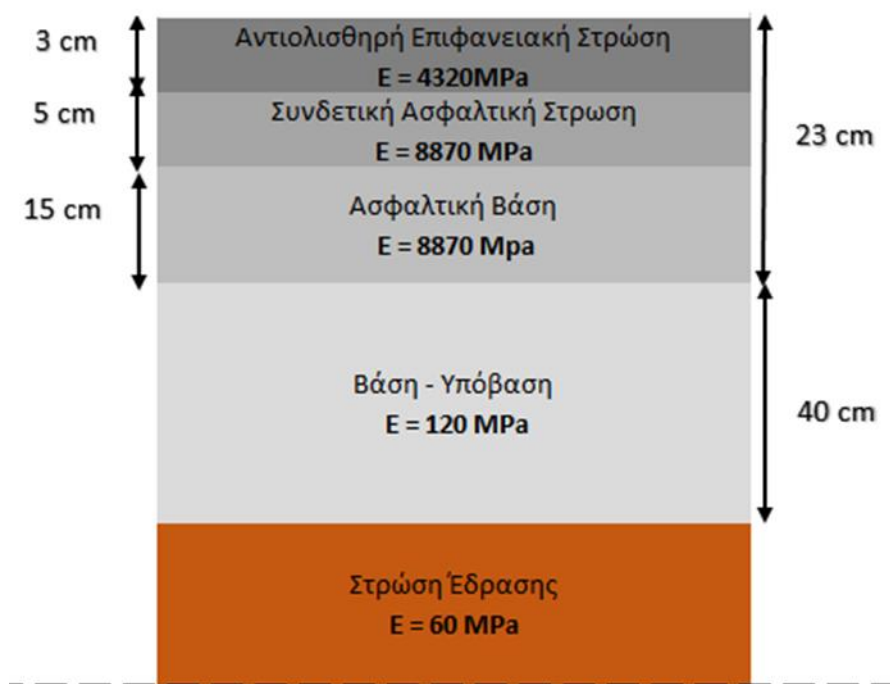 3 cm
Αντιολισθηρή Επιφανειακή Στρώση
E = 4320MPa
5 cm
Συνδετική Ασφαλτική Στρωση
E = 8870 MPa
23 cm
15 cm
Ασφαλτική Βάση
E = 8870 Mpa
Βάση - Υπόβαση
E = 120 MPa
40 cm
Στρώση Έδρασης
E = 60 MPa